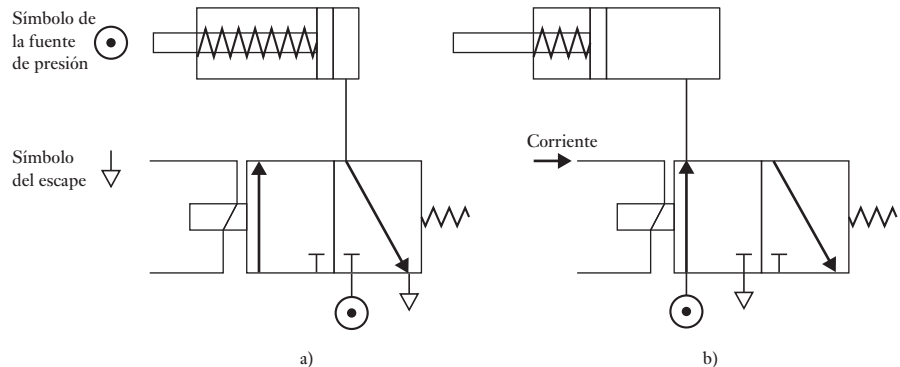 Símbolo de
la fuente
de presión
Símbolo
del escape
Corriente
a)
b)